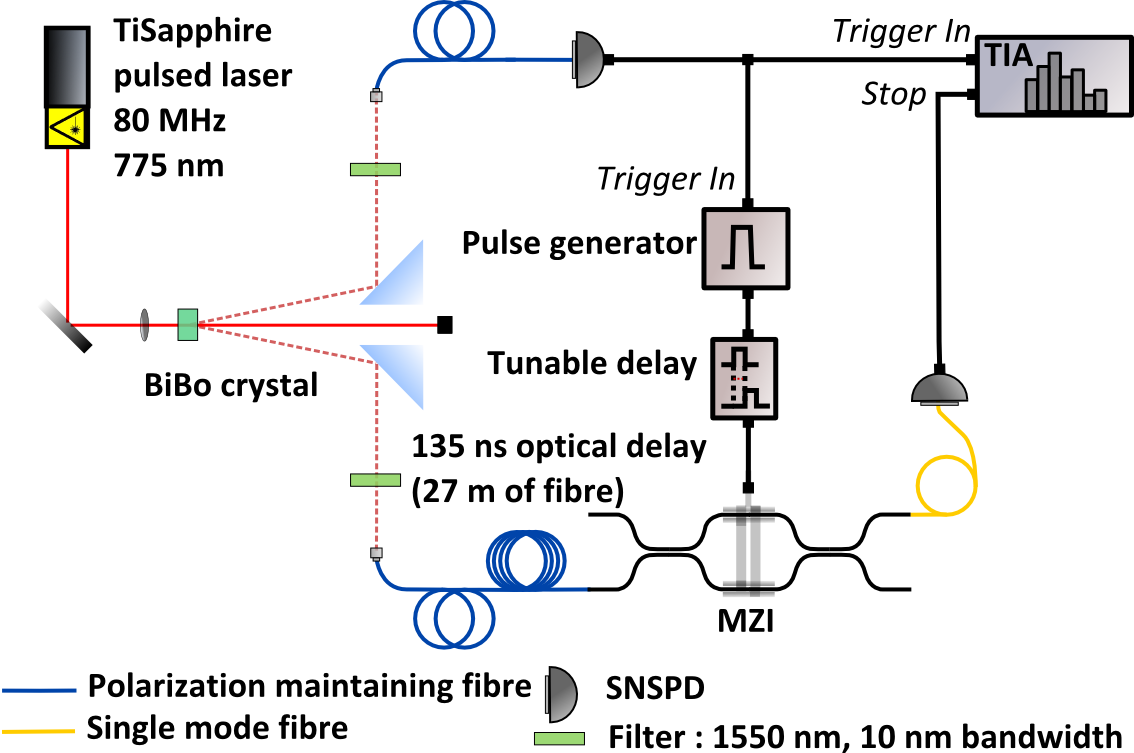 TiSapphire
pulsed laser
80 MHz
775 nm
Trigger In
TIA
Stop
Trigger In
Pulse generator
Tunable delay
BiBo crystal
135 ns optical delay
(27 m of fibre)
MZI
Polarization maintaining fibre
SNSPD
Single mode fibre
Filter : 1550 nm, 10 nm bandwidth